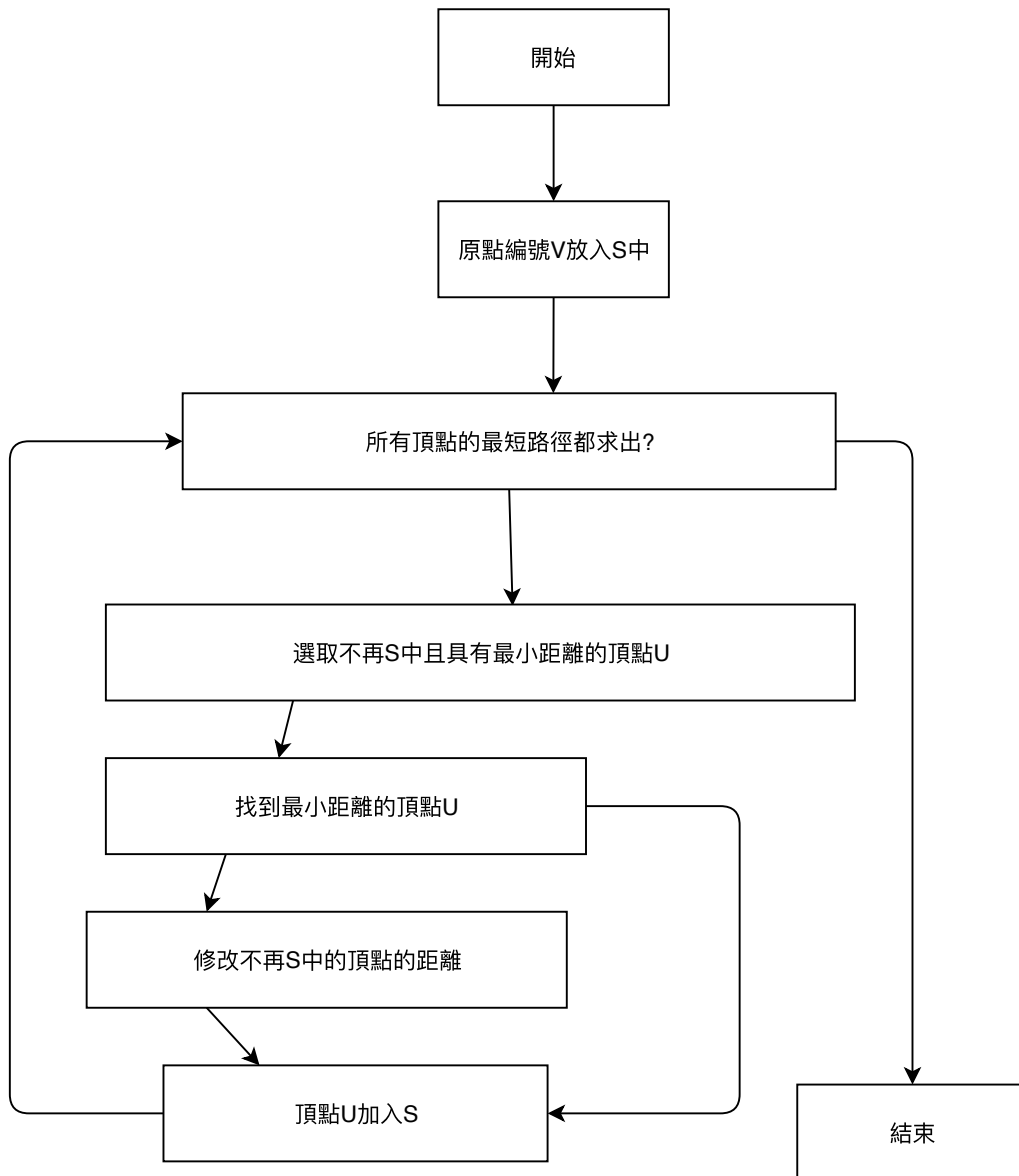 開始
原點編號V放入S中
所有頂點的最短路徑都求出?
選取不再S中且具有最小距離的頂點U
找到最小距離的頂點U
修改不再S中的頂點的距離
頂點U加入S
結束